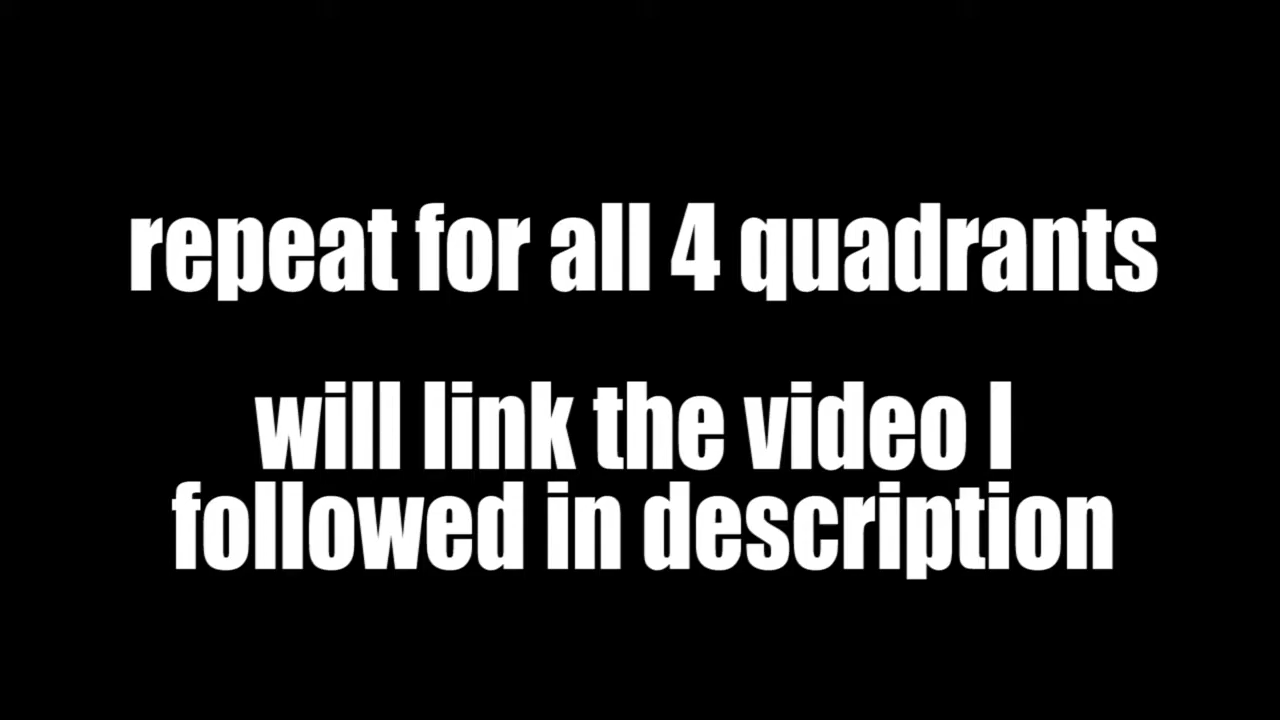 repeat for all 4 quadrants
will link the video I
followed in description